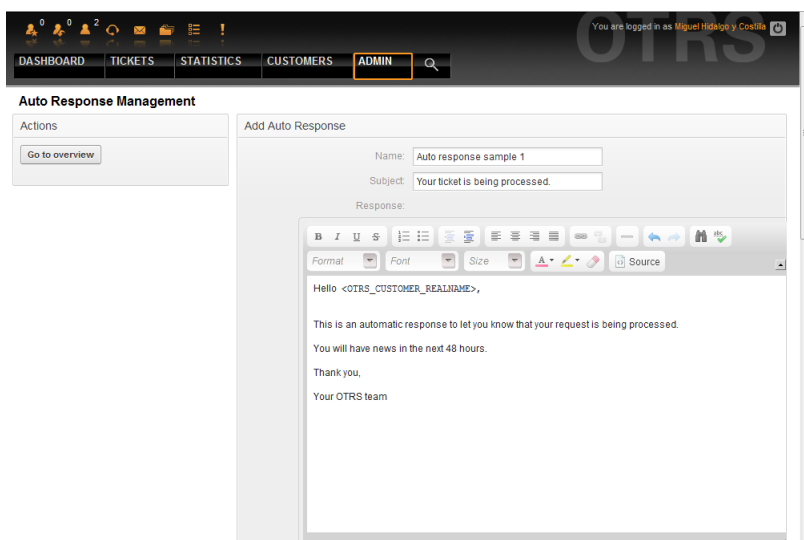 OTRS
0 0 2
You are logged in as Miguel Hidalgo y Costilla
DASHBOARD TICKETS STATISTICS CUSTOMERS ADMIN
Auto Response Management
Actions
Go to overview
Add Auto Response
Name: Auto response sample 1
Subject: Your ticket is being processed.
Response:
B I U S
Format Font Size A Source
Hello <OTRS_CUSTOMER_REALNAME>,
This is an automatic response to let you know that your request is being processed.
You will have news in the next 48 hours.
Thank you,
Your OTRS team